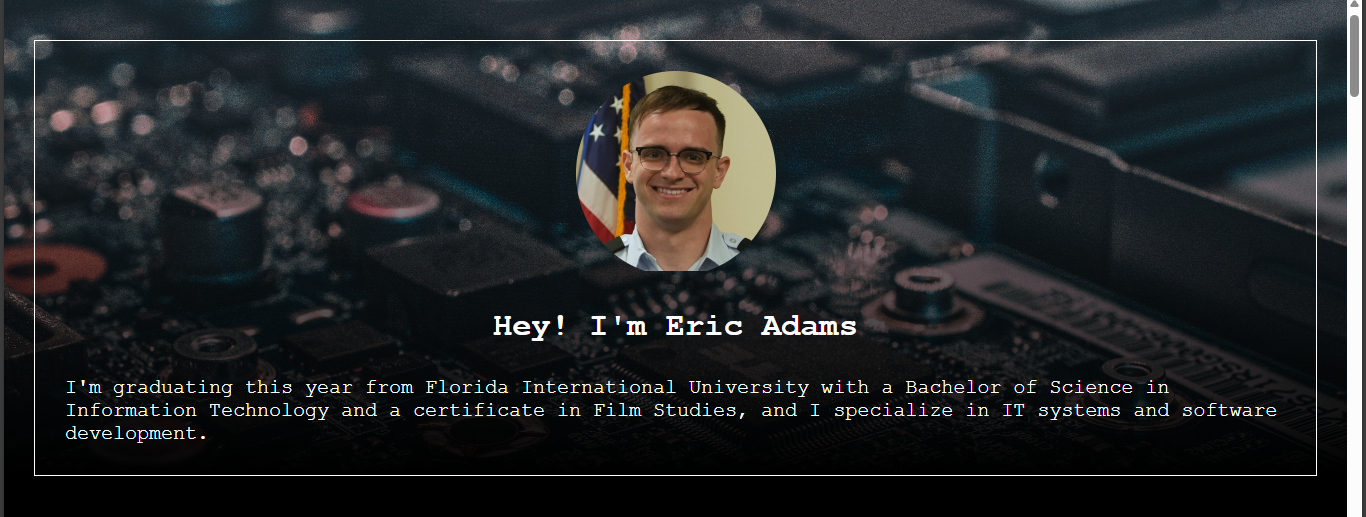 Hey! I'm Eric Adams
I'm graduating this year from Florida International University with a Bachelor of Science in
Information Technology and a certificate in Film Studies, and I specialize in IT systems and software
development.